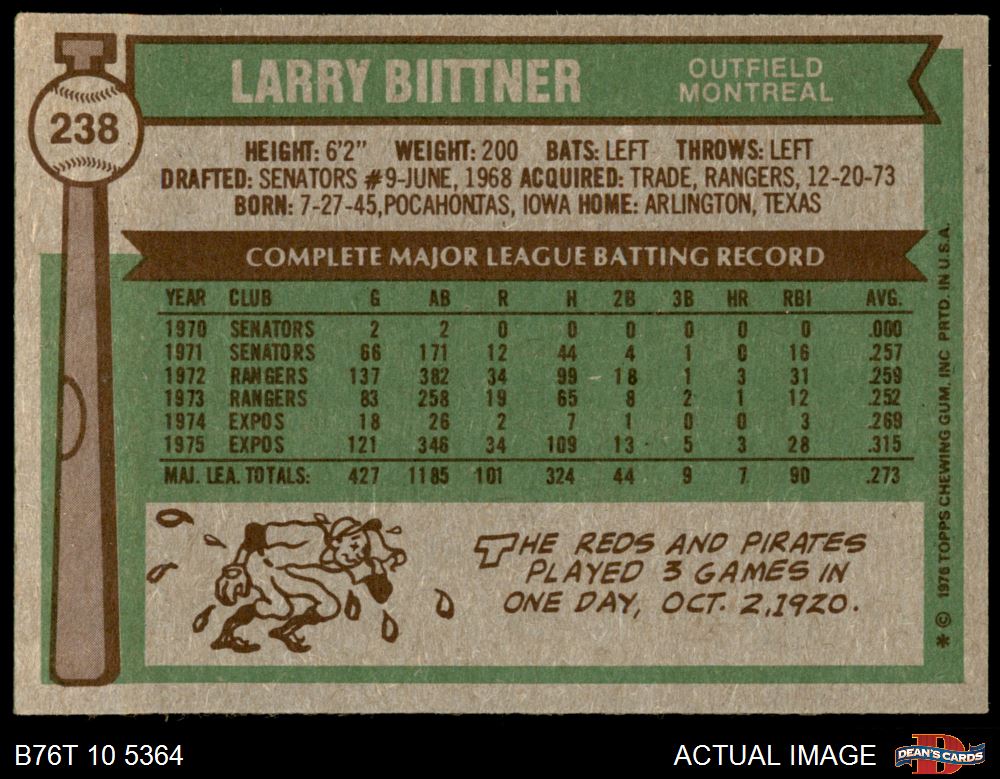 238
LARRY BIITTNER
OUTFIELD
MONTREAL
HEIGHT: 6'2" WEIGHT: 200 BATS: LEFT THROWS: LEFT
DRAFTED: SENATORS #9-JUNE, 1968 ACQUIRED: TRADE, RANGERS, 12-20-73
BORN: 7-27-45, POCAHONTAS, IOWA HOME: ARLINGTON, TEXAS
COMPLETE MAJOR LEAGUE BATTING RECORD
YEAR CLUB G AB R H 2B 3B HR RBI AVG.
1970 SENATORS 2 2 0 0 0 0 0 0 .000
1971 SENATORS 66 171 12 44 4 1 0 16 .257
1972 RANGERS 137 382 34 99 18 1 3 31 .259
1973 RANGERS 83 258 19 65 8 2 1 12 .252
1974 EXPOS 18 26 2 7 1 0 0 3 .269
1975 EXPOS 121 346 34 109 13 5 3 28 .315
MAJ. LEA. TOTALS: 427 1185 101 324 44 9 7 90 .273
THE REDS AND PIRATES
PLAYED 3 GAMES IN
ONE DAY, OCT. 2, 1920.
* © 1976 TOPPS CHEWING GUM, INC. PRTD. IN U.S.A.
B76T 10 5364
ACTUAL IMAGE
D
DEAN'S CARDS